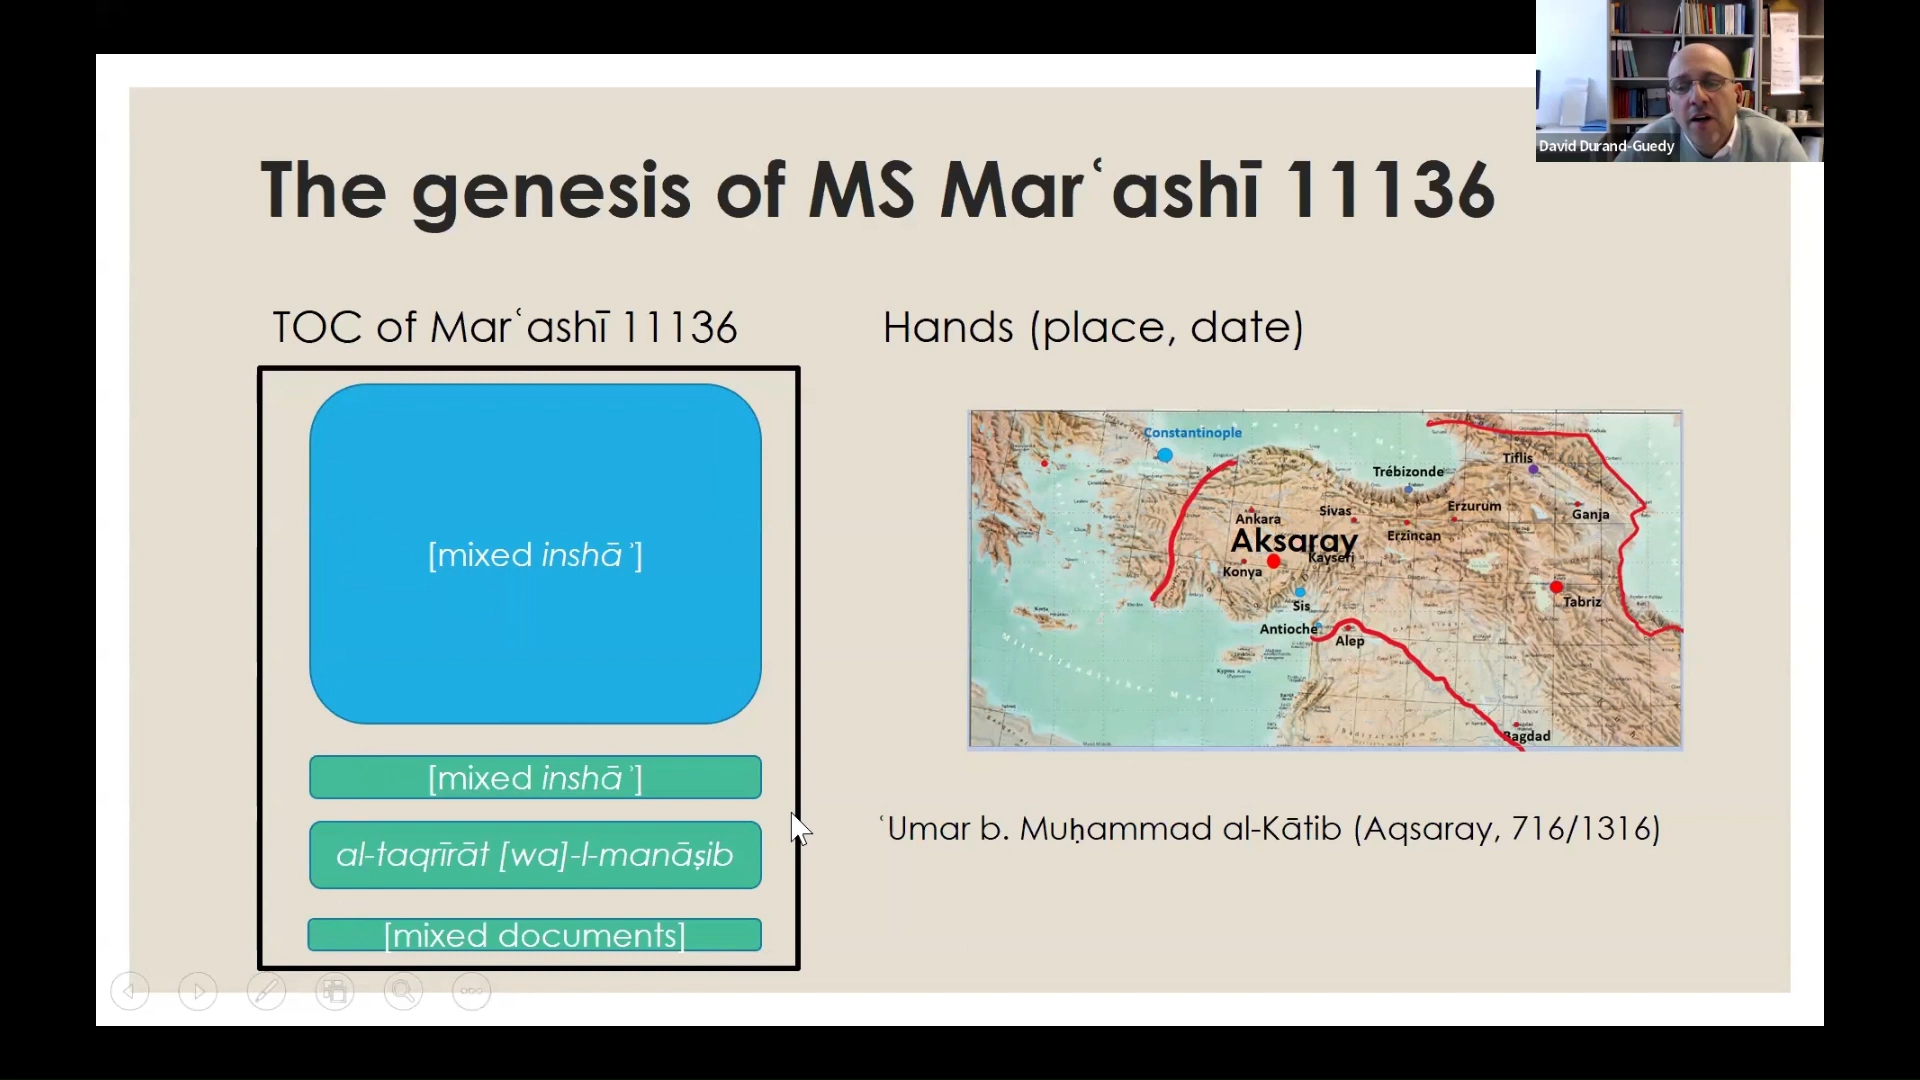 David Durand-Guedy
The genesis of MS Marʿashī 11136
TOC of Marʿashī 11136
Hands (place, date)
[mixed inshāʾ]
[mixed inshāʾ]
al-taqrīrāt [wa]-l-manāṣib
[mixed documents]
Constantinople
Trébizonde
Tiflis
Ankara
Sivas
Erzurum
Ganja
Aksaray
Erzincan
Kayseri
Konya
Sis
Tabriz
Antioche
Alep
Bagdad
Mittelländisches Meer
ʿUmar b. Muḥammad al-Kātib (Aqsaray, 716/1316)